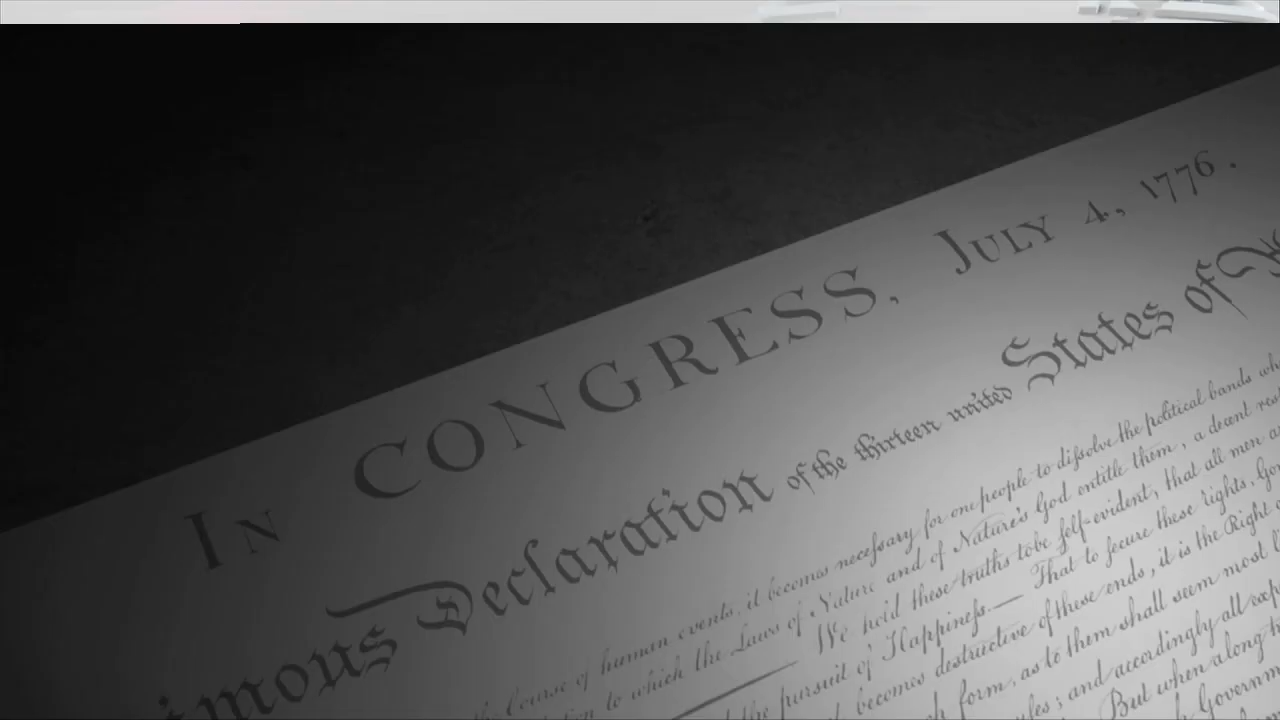 In CONGRESS, July 4, 1776.
imous Declaration of the thirteen united States of
Course of human events, it becomes necessary for one people to dissolve the political bands wh
to which the Laws of Nature and of Nature's God entitle them, a decent res
We hold these truths to be self-evident, that all men a
the pursuit of Happiness.— That to secure these rights, Gov
becomes destructive of these ends, it is the Right o
form, as to them shall seem most l
; and accordingly all exp
But when along t
Governm